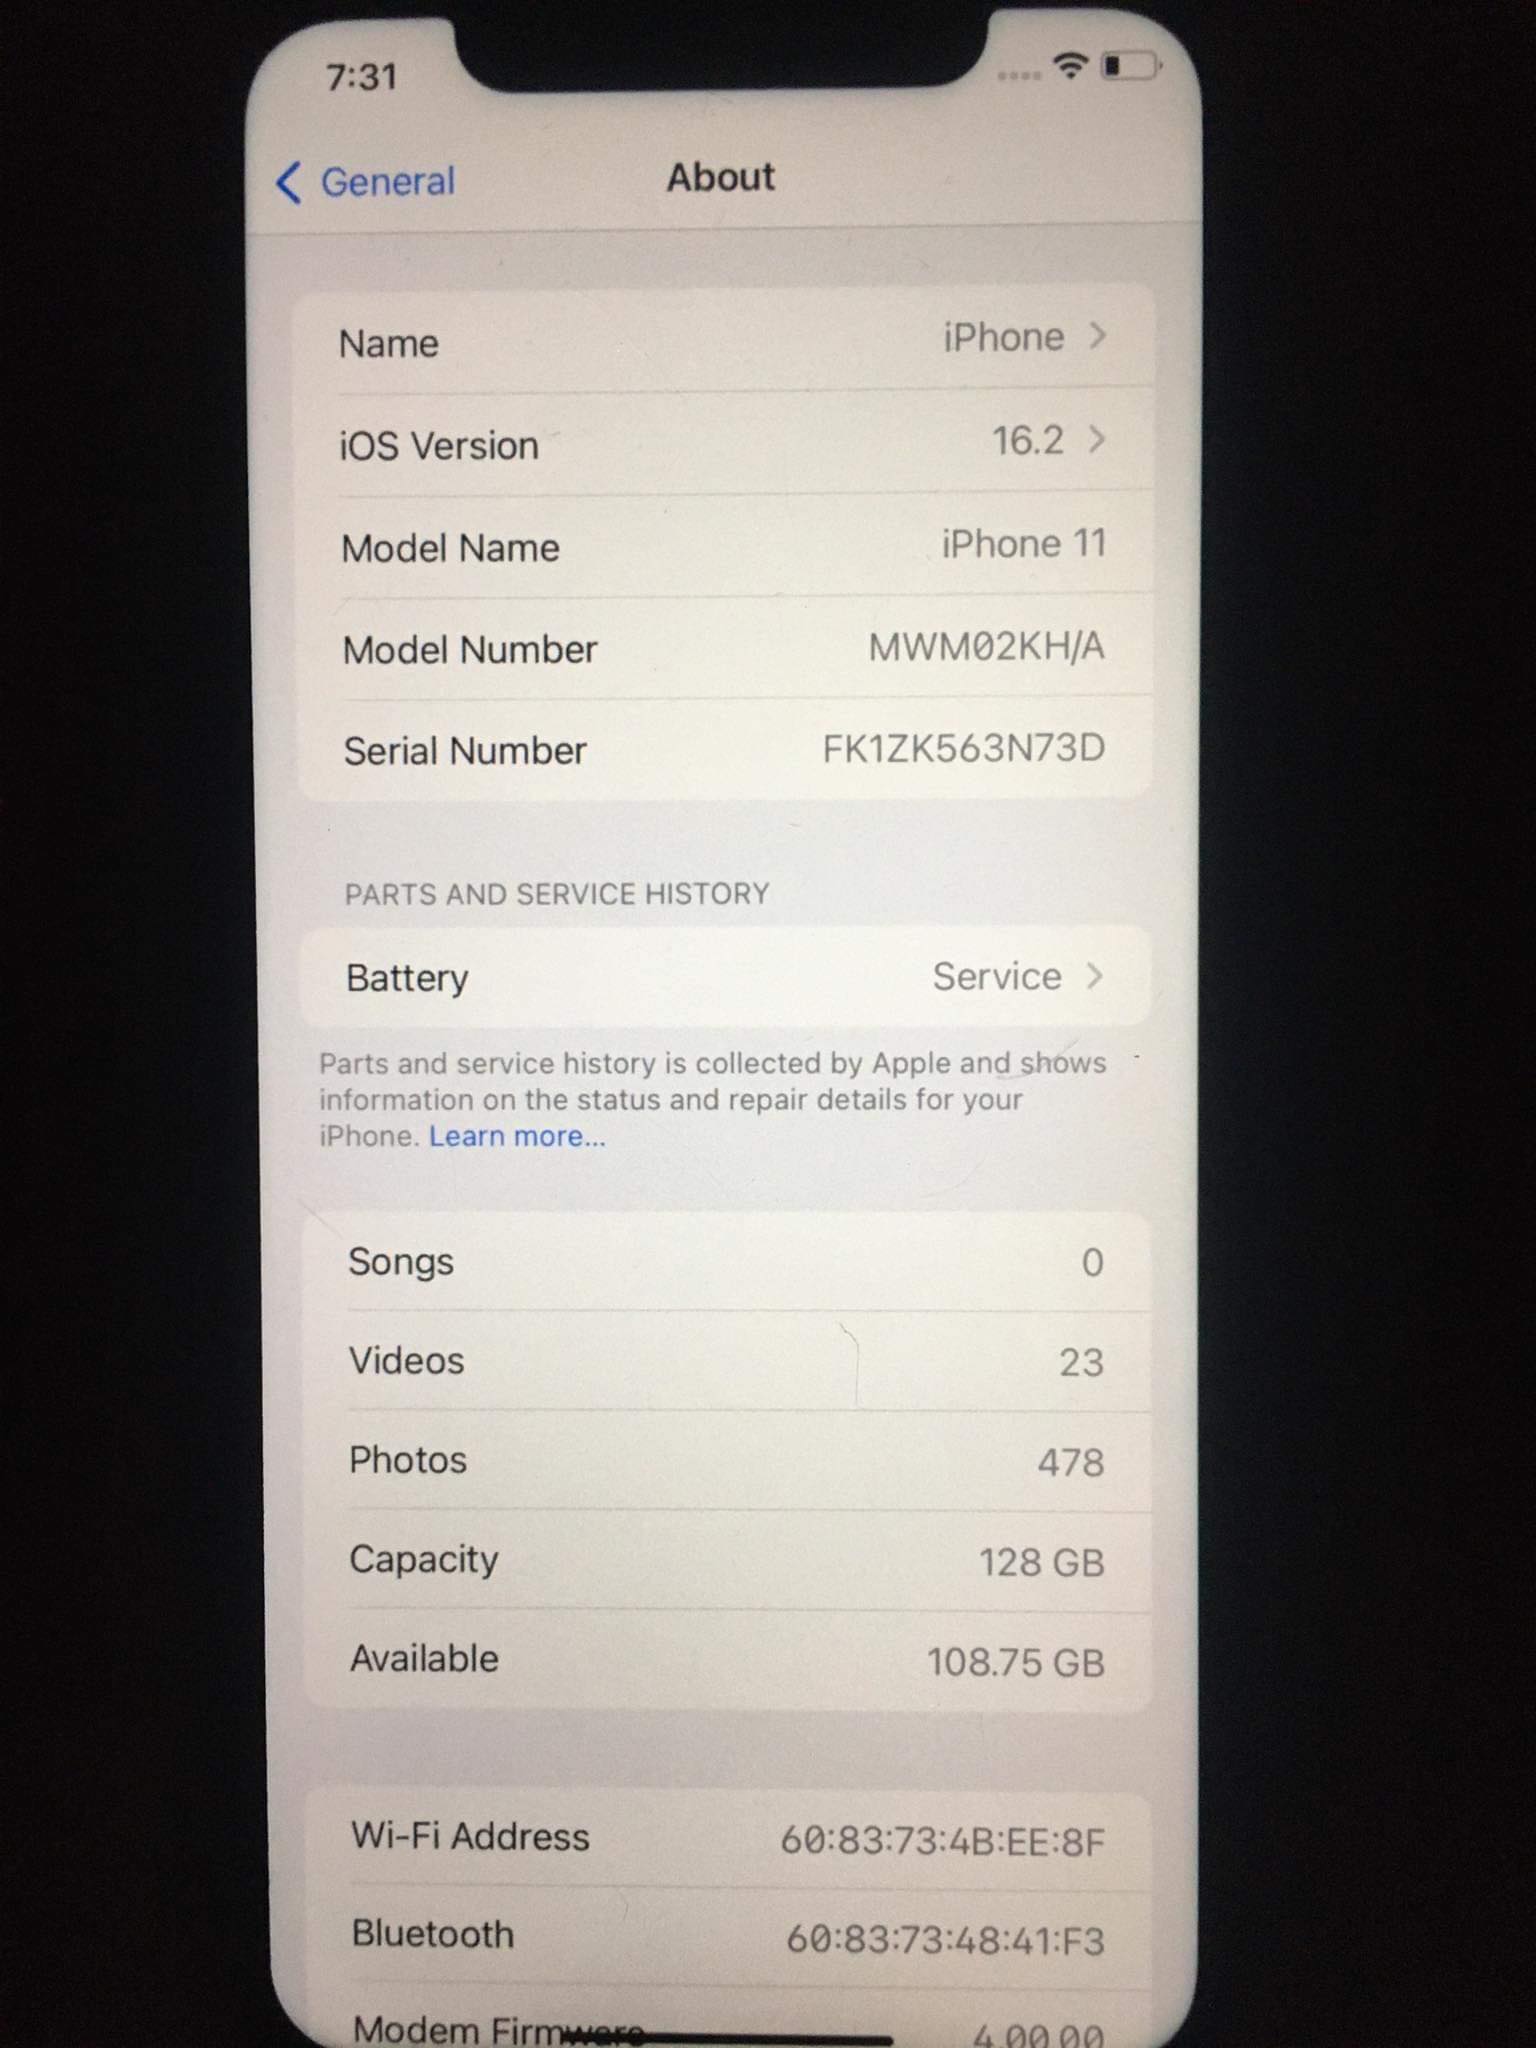 7:31
General
About
Name iPhone
iOS Version 16.2
Model Name iPhone 11
Model Number MWM02KH/A
Serial Number FK1ZK563N73D
PARTS AND SERVICE HISTORY
Battery Service
Parts and service history is collected by Apple and shows
information on the status and repair details for your
iPhone. Learn more...
Songs 0
Videos 23
Photos 478
Capacity 128 GB
Available 108.75 GB
Wi-Fi Address 60:83:73:4B:EE:8F
Bluetooth 60:83:73:48:41:F3
Modem Firmware 4.00.00